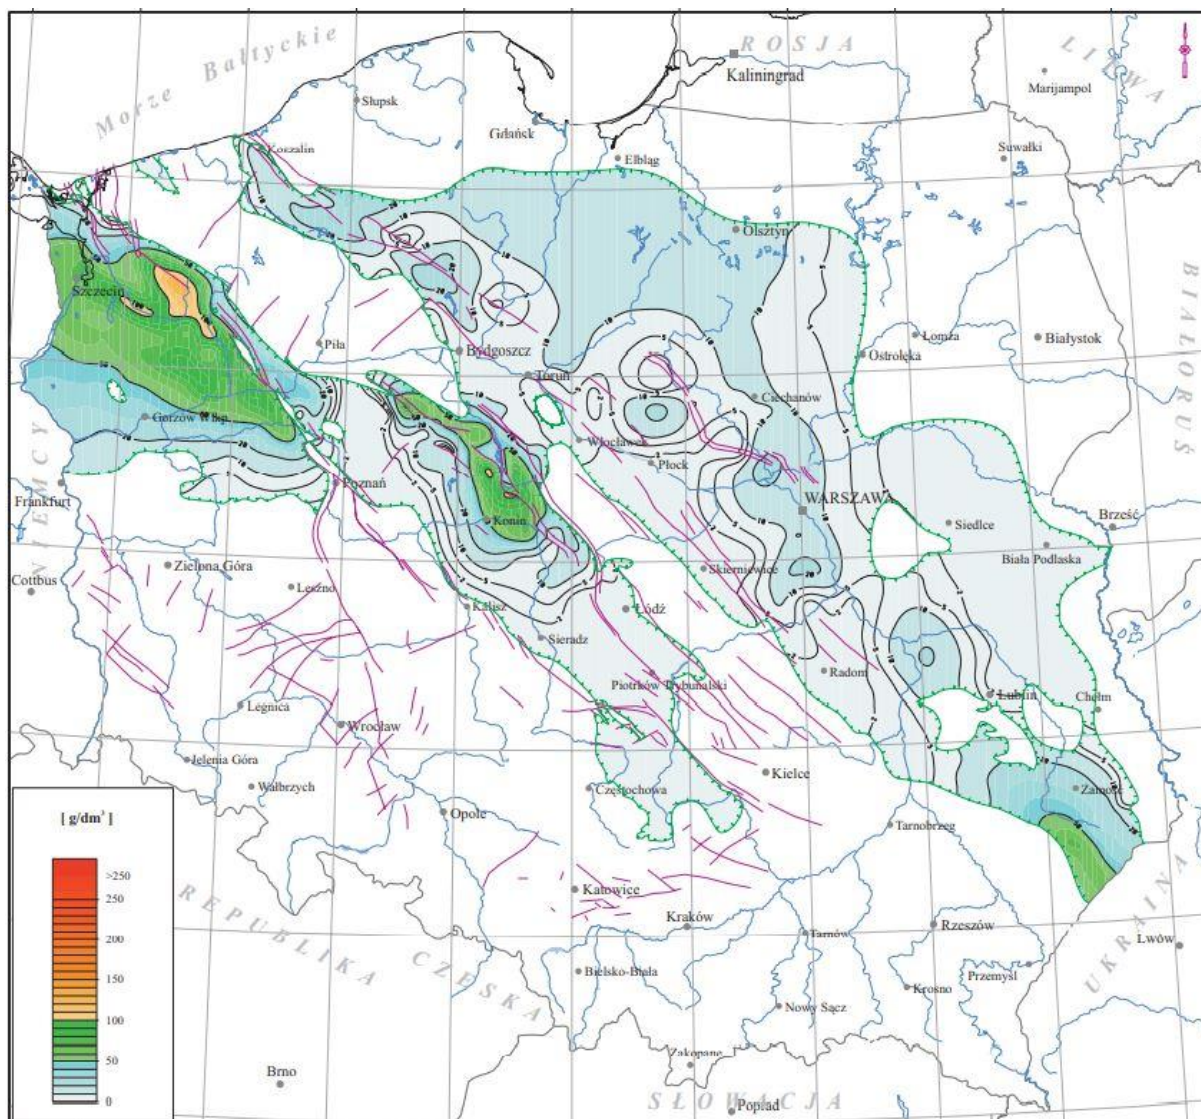 Morze Bałtyckie
ROSJA
LITWA
Kaliningrad
Marijampol
Słupsk
Gdańsk
Koszalin
Elbląg
Suwałki
Olsztyn
Szczecin
Piła
Bydgoszcz
Toruń
Ostrołęka
Łomża
Białystok
BIAŁORUŚ
Ciechanów
Gorzów Wlkp.
Włocławek
Płock
NIEMCY
Frankfurt
Poznań
Konin
WARSZAWA
Siedlce
Brześć
Biała Podlaska
Zielona Góra
Skierniewice
Cottbus
Leszno
Kalisz
Łódź
Sieradz
Radom
Piotrków Trybunalski
Lublin
Chełm
Legnica
Wrocław
Jelenia Góra
Wałbrzych
Kielce
Częstochowa
Zamość
Opole
Tarnobrzeg
[ g/dm³ ]
>250
250
200
150
100
50
0
Katowice
Kraków
Tarnów
Rzeszów
Lwów
UKRAINA
REPUBLIKA CZESKA
Bielsko-Biała
Przemyśl
Krosno
Nowy Sącz
Zakopane
Brno
SŁOWACJA
Poprad